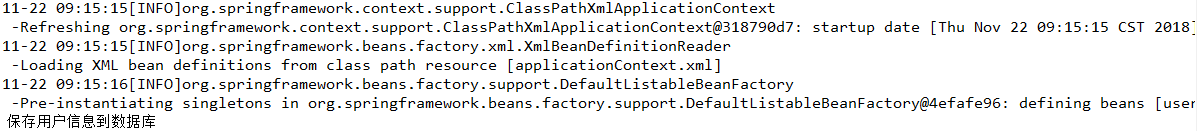 11-22 09:15:15[INFO]org.springframework.context.support.ClassPathXmlApplicationContext
-Refreshing org.springframework.context.support.ClassPathXmlApplicationContext@318790d7: startup date [Thu Nov 22 09:15:15 CST 2018]
11-22 09:15:15[INFO]org.springframework.beans.factory.xml.XmlBeanDefinitionReader
-Loading XML bean definitions from class path resource [applicationContext.xml]
11-22 09:15:16[INFO]org.springframework.beans.factory.support.DefaultListableBeanFactory
-Pre-instantiating singletons in org.springframework.beans.factory.support.DefaultListableBeanFactory@4efafe96: defining beans [user
保存用户信息到数据库